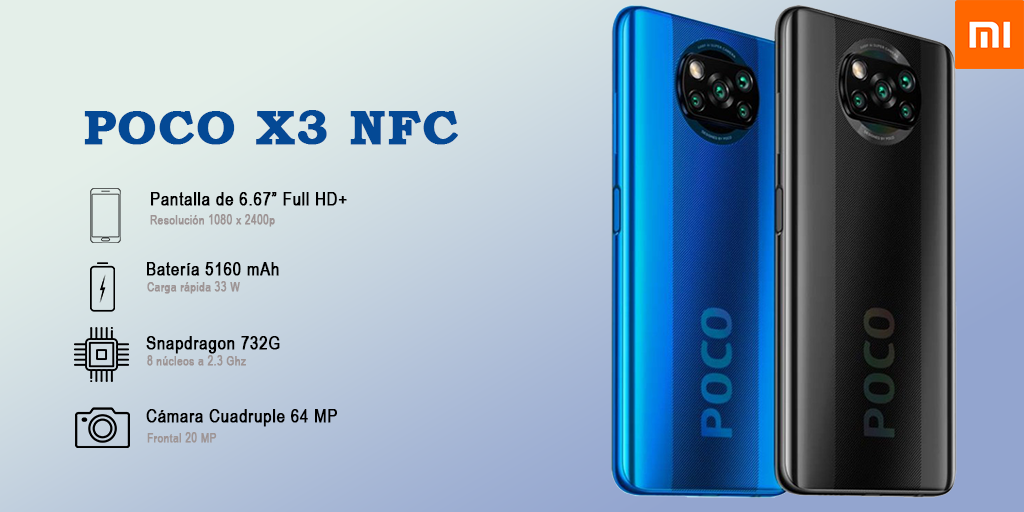 POCO X3 NFC
Pantalla de 6.67” Full HD+
Resolución 1080 x 2400p
Batería 5160 mAh
Carga rápida 33 W
Snapdragon 732G
8 núcleos a 2.3 Ghz
Cámara Cuadruple 64 MP
Frontal 20 MP
POCO
POCO
mi